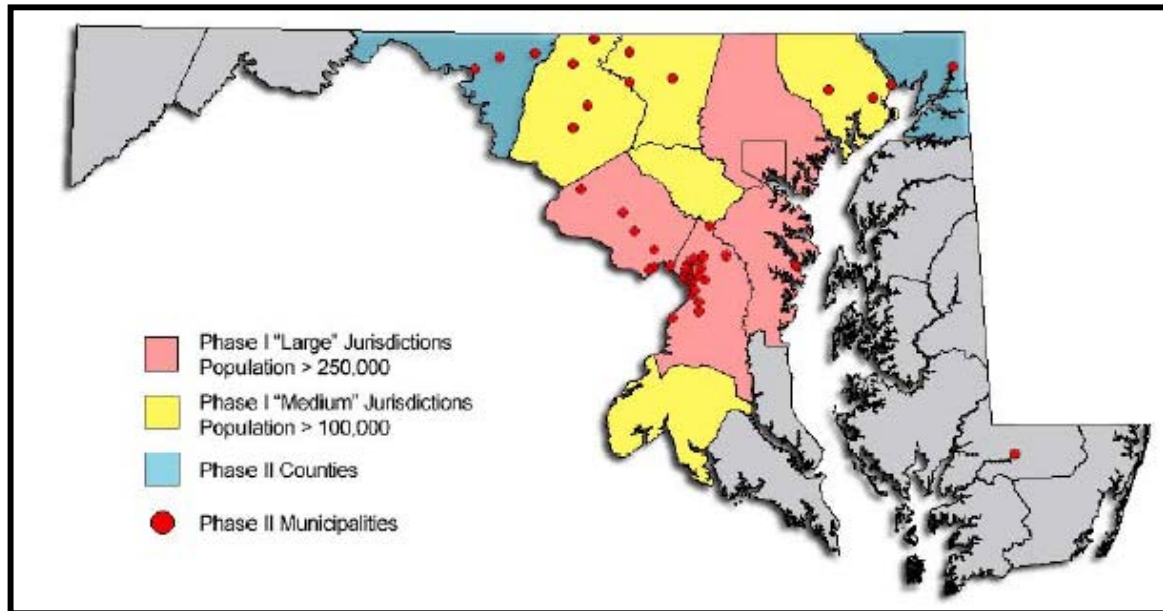 Phase I "Large" Jurisdictions
Population > 250,000
Phase I "Medium" Jurisdictions
Population > 100,000
Phase II Counties
Phase II Municipalities